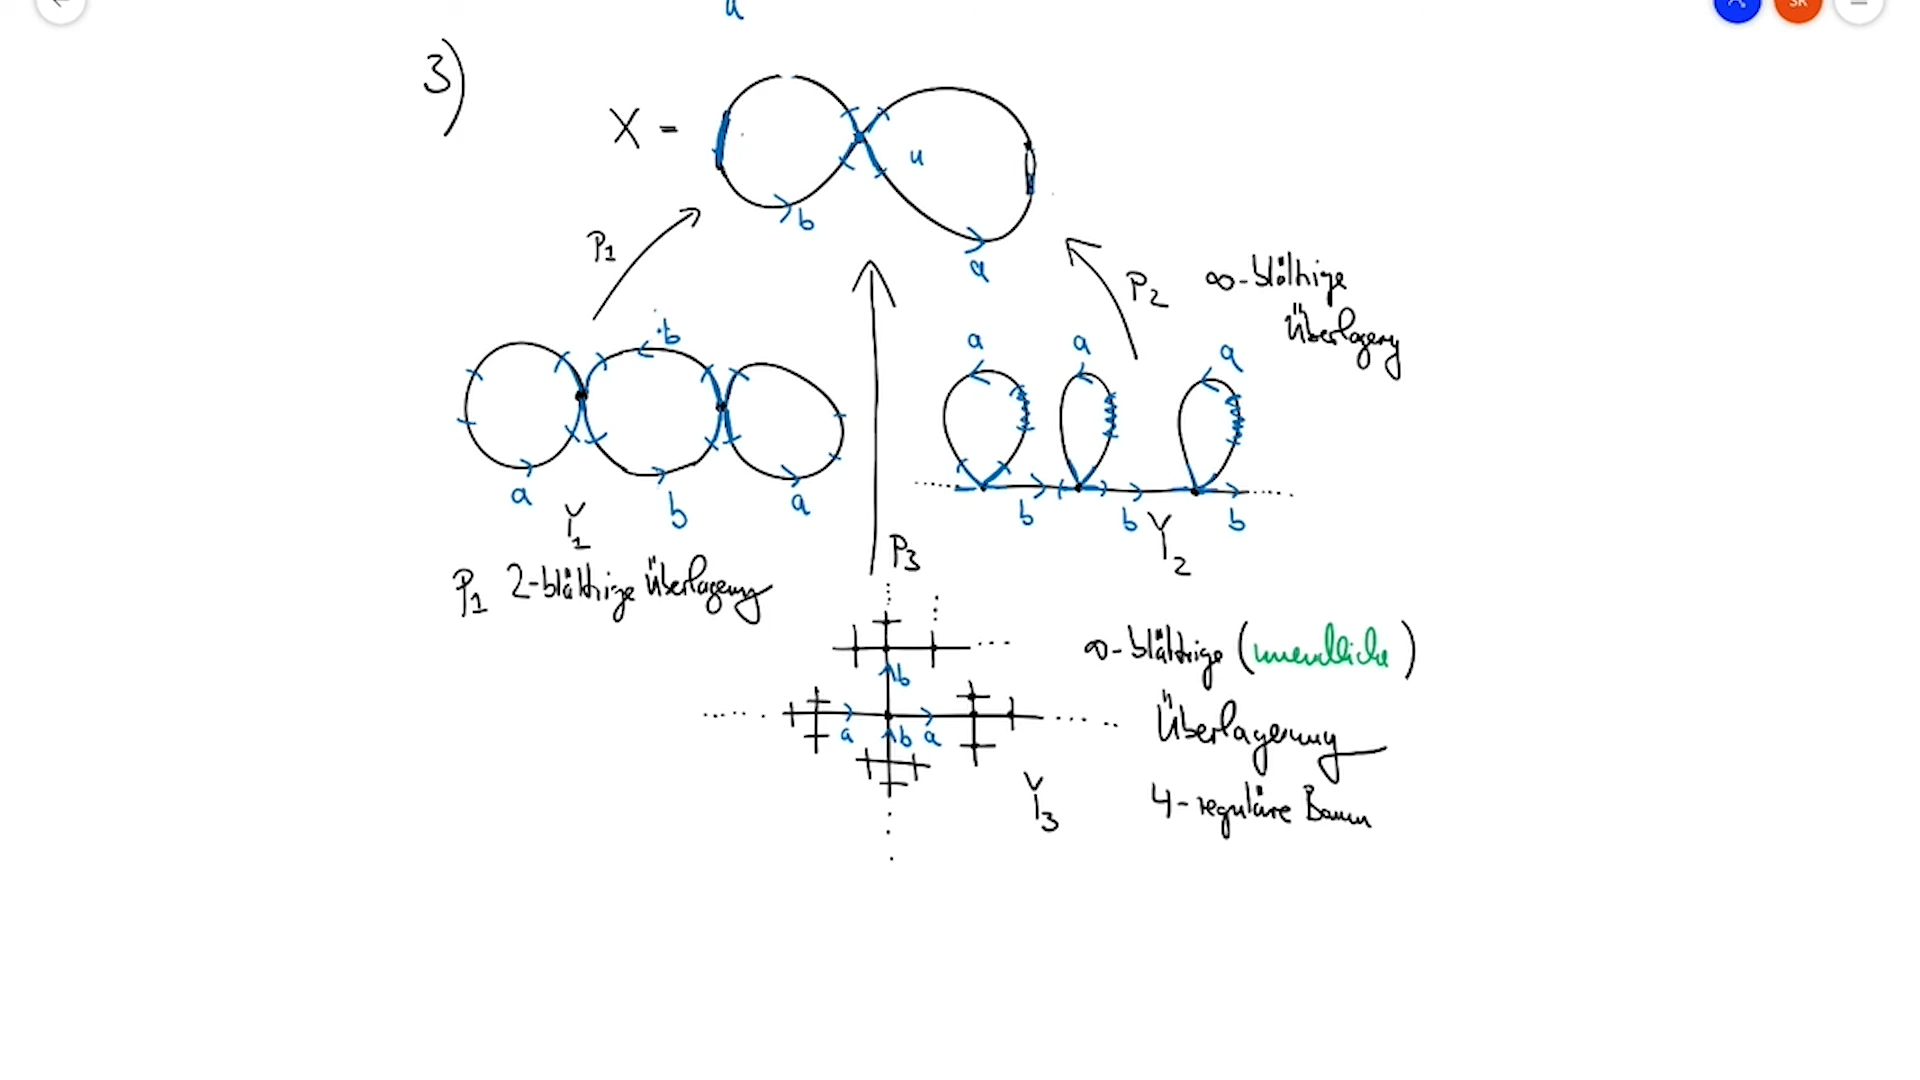 a
SK
3)
X =
u
b
a
P1
P2
∞-blättrige
Überlagerung
b
a
a
a
a
b
a
b
b
b
Y1
Y2
P3
P1 2-blättrige Überlagerung
b
a
b
a
Y3
∞-blättrige (unendliche)
Überlagerung
4-reguläre Baum